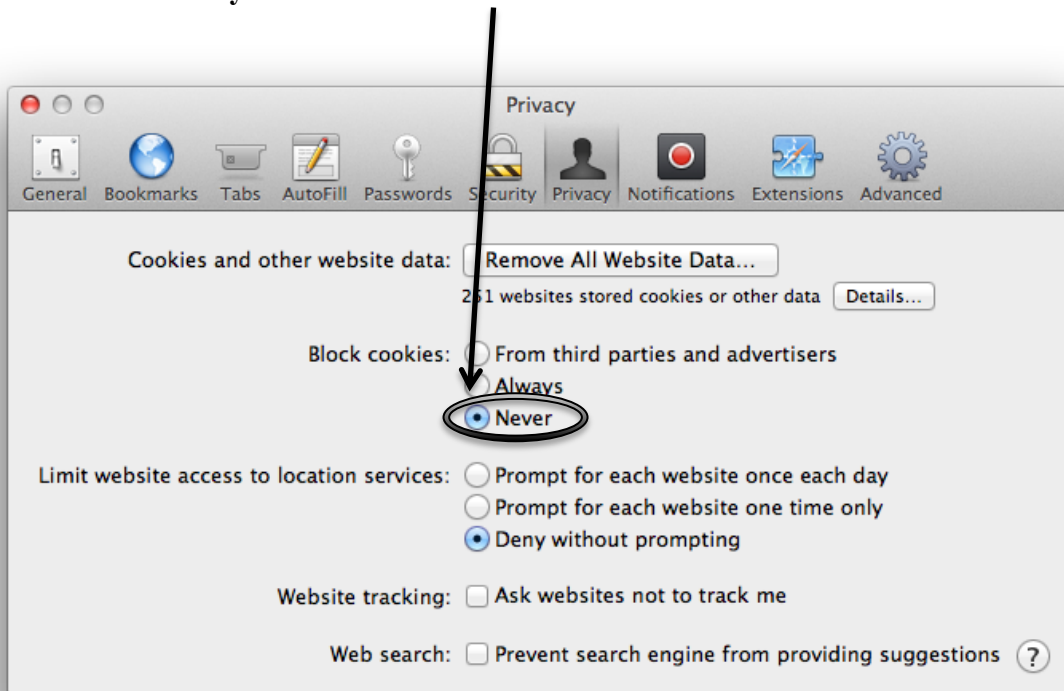 Privacy
General Bookmarks Tabs AutoFill Passwords Security Privacy Notifications Extensions Advanced
Cookies and other website data: Remove All Website Data...
251 websites stored cookies or other data Details...
Block cookies: From third parties and advertisers
Always
Never
Limit website access to location services: Prompt for each website once each day
Prompt for each website one time only
Deny without prompting
Website tracking: Ask websites not to track me
Web search: Prevent search engine from providing suggestions ?